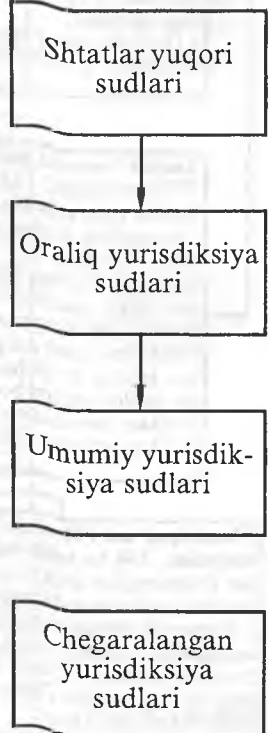 Shtatlar yuqori
sudlari
Oraliq yurisdiksiya
sudlari
Umumiy yurisdik-
siya sudlari
Chegaralangan
yurisdiksiya
sudlari